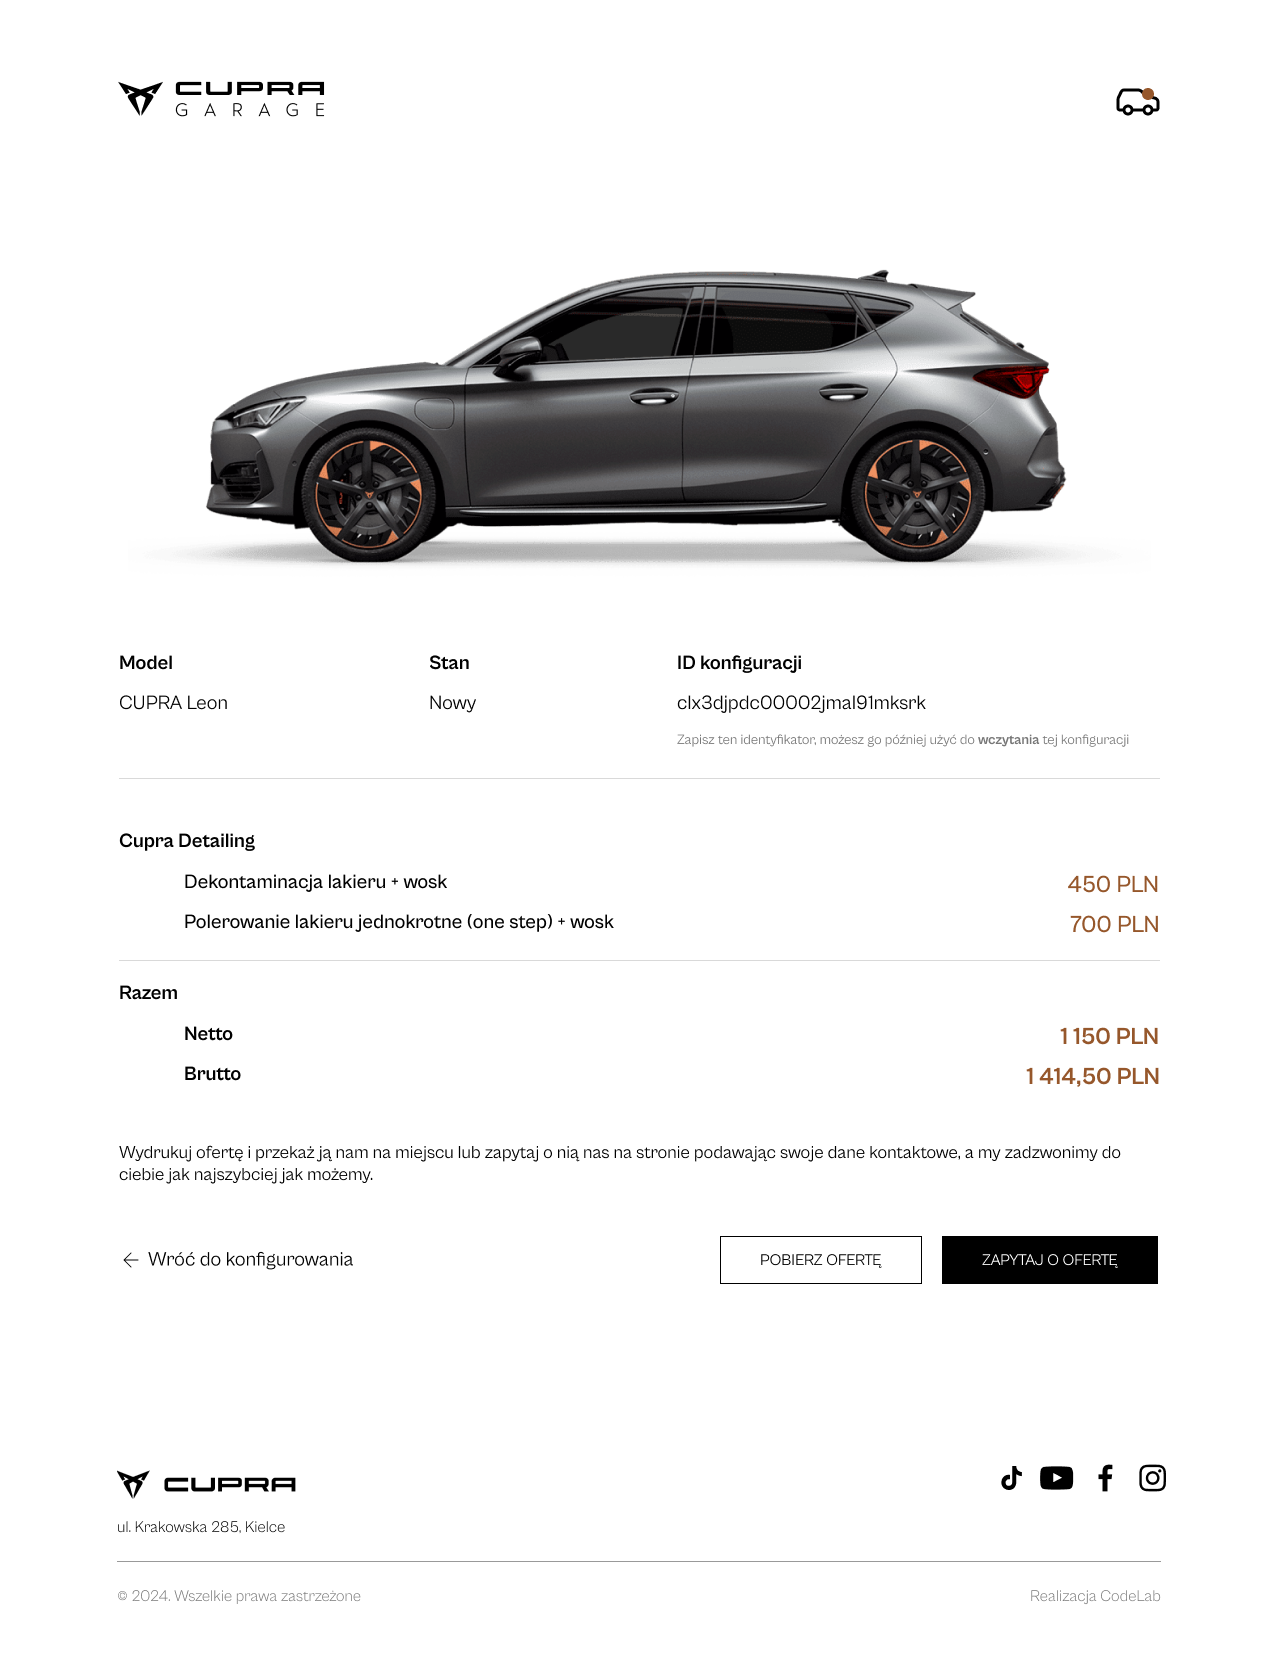 CUPRA
GARAGE
Model
Stan
ID konfiguracji
CUPRA Leon
Nowy
clx3djpdc00002jmal91mksrk
Zapisz ten identyfikator, możesz go później użyć do wczytania tej konfiguracji
Cupra Detailing
Dekontaminacja lakieru + wosk
450 PLN
Polerowanie lakieru jednokrotne (one step) + wosk
700 PLN
Razem
Netto
1 150 PLN
Brutto
1 414,50 PLN
Wydrukuj ofertę i przekaż ją nam na miejscu lub zapytaj o nią nas na stronie podawając swoje dane kontaktowe, a my zadzwonimy do
ciebie jak najszybciej jak możemy.
Wróć do konfigurowania
POBIERZ OFERTĘ
ZAPYTAJ O OFERTĘ
CUPRA
ul. Krakowska 285, Kielce
© 2024. Wszelkie prawa zastrzeżone
Realizacja CodeLab